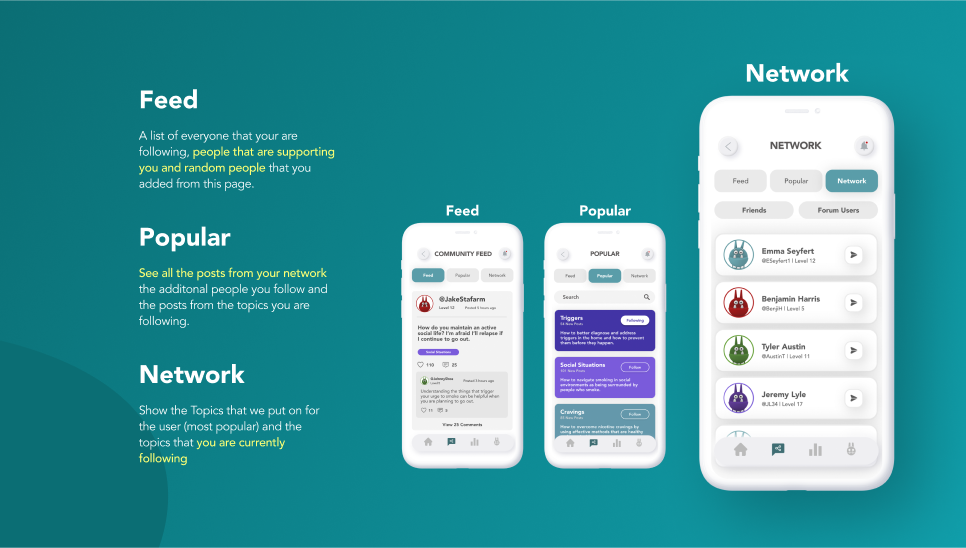 Feed
A list of everyone that your are
following, people that are supporting
you and random people that you
added from this page.
Popular
See all the posts from your network
the additonal people you follow and
the posts from the topics you are
following.
Network
Show the Topics that we put on for
the user (most popular) and the
topics that you are currently
following
Feed
COMMUNITY FEED
Feed Popular Network
@JakeStafarm
Level 12 Posted 5 hours ago
How do you maintain an active
social life? I'm afraid I'll relapse if
I continue to go out.
Social Situations
110 25
@JohnnyDoes Posted 3 hours ago
Understanding the things that trigger
your urge to smoke can be helpful when
you are planning to go out.
11 5
View 23 Comments
Popular
POPULAR
Feed Popular Network
Search
Triggers
Following
New Posts
How to better diagnose and address
triggers in the home and how to prevent
them before they happen.
Social Situations
Follow
New Posts
How to navigate smoking in social
environments as being surrounded by
people who smoke.
Cravings
Follow
New Posts
How to overcome nicotine cravings by
using effective methods that are healthy
Network
NETWORK
Feed Popular Network
Friends Forum Users
Emma Seyfert
@ESeyfert1 | Level 12
Benjamin Harris
@BenjiH | Level 5
Tyler Austin
@AustinT | Level 11
Jeremy Lyle
@JL34 | Level 17